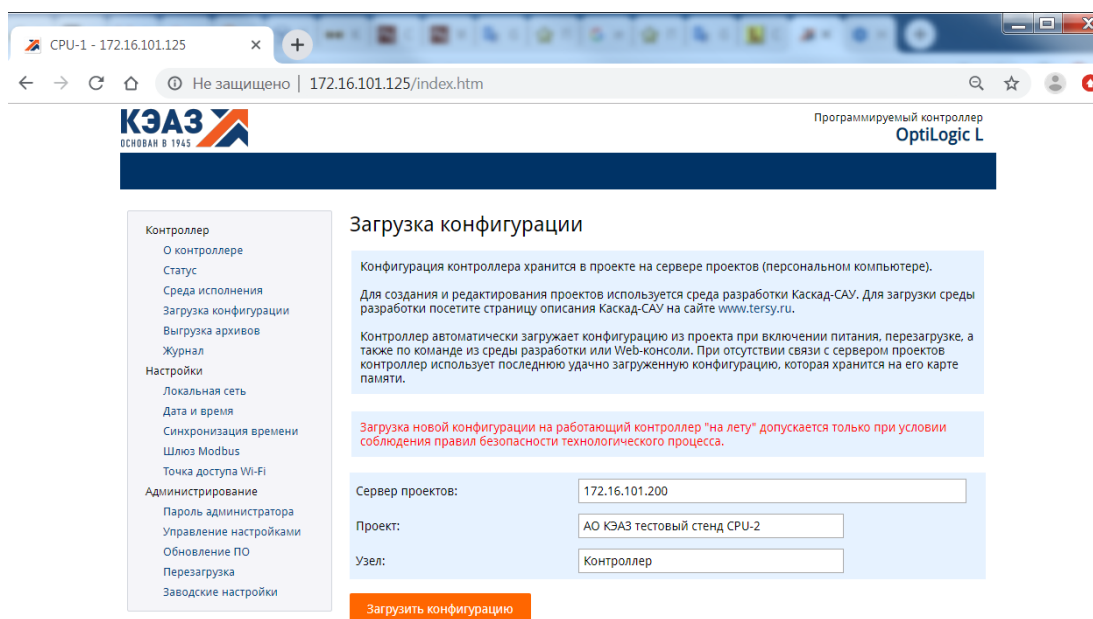 CPU-1 - 172.16.101.125
Не защищено | 172.16.101.125/index.htm
КЭАЗ
ОСНОВАН В 1945
Программируемый контроллер
OptiLogic L
Контроллер
О контроллере
Статус
Среда исполнения
Загрузка конфигурации
Выгрузка архивов
Журнал
Настройки
Локальная сеть
Дата и время
Синхронизация времени
Шлюз Modbus
Точка доступа Wi-Fi
Администрирование
Пароль администратора
Управление настройками
Обновление ПО
Перезагрузка
Заводские настройки
Загрузка конфигурации
Конфигурация контроллера хранится в проекте на сервере проектов (персональном компьютере).
Для создания и редактирования проектов используется среда разработки Каскад-САУ. Для загрузки среды
разработки посетите страницу описания Каскад-САУ на сайте www.tersy.ru.
Контроллер автоматически загружает конфигурацию из проекта при включении питания, перезагрузке, а
также по команде из среды разработки или Web-консоли. При отсутствии связи с сервером проектов
контроллер использует последнюю удачно загруженную конфигурацию, которая хранится на его карте
памяти.
Загрузка новой конфигурации на работающий контроллер "на лету" допускается только при условии
соблюдения правил безопасности технологического процесса.
Сервер проектов: 172.16.101.200
Проект: АО КЭАЗ тестовый стенд CPU-2
Узел: Контроллер
Загрузить конфигурацию